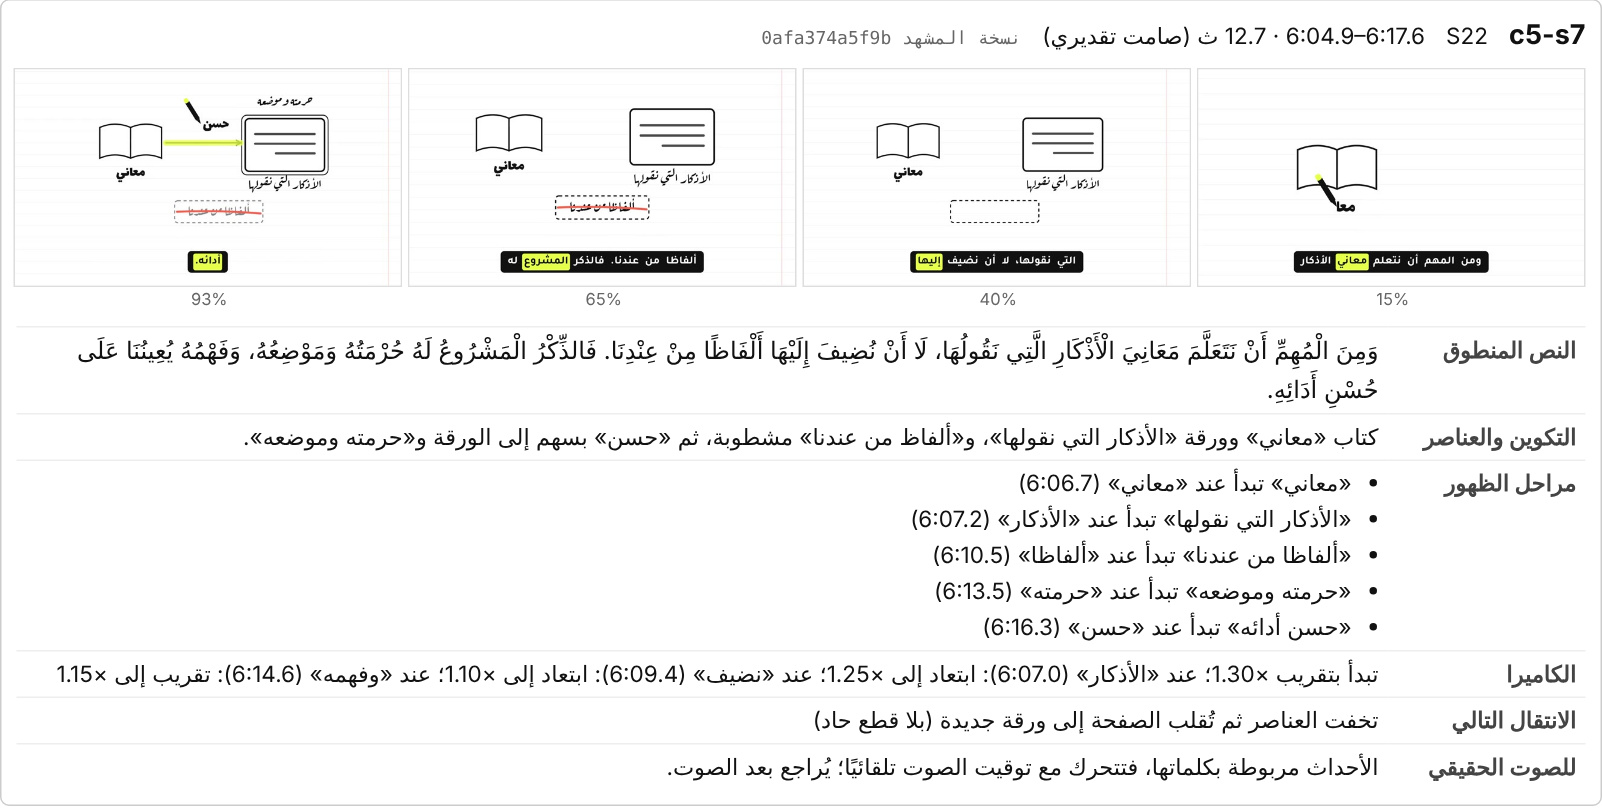 c5-s7 S22 6:04.9–6:17.6 · 12.7 ث (صامت تقديري) نسخة المشهد 0afa374a5f9b
معا
ومن المهم أن نتعلم معاني الأذكار
15%
معاني
الأذكار التي نقولها
التي نقولها، لا أن نضيف إليها
40%
معاني
الأذكار التي نقولها
ألفاظا من عندنا
ألفاظا من عندنا. فالذكر المشروع له
65%
حرمته وموضعه
حسن
معاني
الأذكار التي نقولها
ألفاظا من عندنا
أدائه.
93%
النص المنطوق
وَمِنَ الْمُهِمِّ أَنْ نَتَعَلَّمَ مَعَانِيَ الْأَذْكَارِ الَّتِي نَقُولُهَا، لَا أَنْ نُضِيفَ إِلَيْهَا أَلْفَاظًا مِنْ عِنْدِنَا. فَالذِّكْرُ الْمَشْرُوعُ لَهُ حُرْمَتُهُ وَمَوْضِعُهُ، وَفَهْمُهُ يُعِينُنَا عَلَى
حُسْنِ أَدَائِهِ.
التكوين والعناصر
كتاب «معاني» وورقة «الأذكار التي نقولها»، و«ألفاظ من عندنا» مشطوبة، ثم «حسن» بسهم إلى الورقة و«حرمته وموضعه».
مراحل الظهور
• «معاني» تبدأ عند «معاني» (6:06.7)
• «الأذكار التي نقولها» تبدأ عند «الأذكار» (6:07.2)
• «ألفاظا من عندنا» تبدأ عند «ألفاظا» (6:10.5)
• «حرمته وموضعه» تبدأ عند «حرمته» (6:13.5)
• «حسن أدائه» تبدأ عند «حسن» (6:16.3)
الكاميرا
تبدأ بتقريب ×1.30؛ عند «الأذكار» (6:07.0): ابتعاد إلى ×1.25؛ عند «نضيف» (6:09.4): ابتعاد إلى ×1.10؛ عند «وفهمه» (6:14.6): تقريب إلى ×1.15
الانتقال التالي
تخفت العناصر ثم تُقلب الصفحة إلى ورقة جديدة (بلا قطع حاد)
للصوت الحقيقي
الأحداث مربوطة بكلماتها، فتتحرك مع توقيت الصوت تلقائيًا؛ يُراجع بعد الصوت.